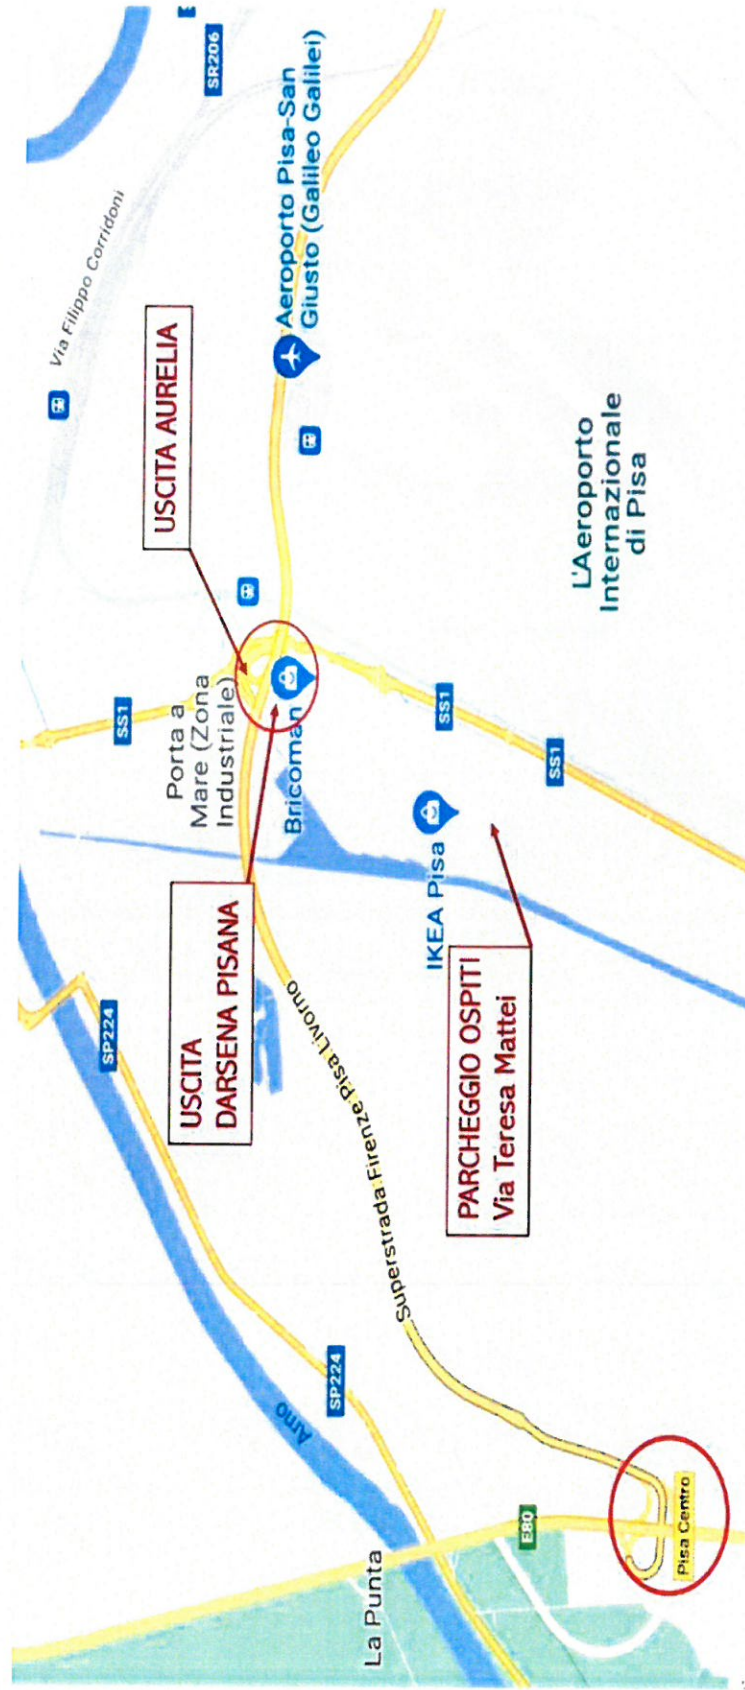 La Punta
E80
Pisa Centro
SP224
Arno
SP224
Superstrada Firenze-Pisa-Livorno
USCITA
DARSENA PISANA
PARCHEGGIO OSPITI
Via Teresa Mattei
IKEA Pisa
Porta a
Mare (Zona
Industriale)
Bricoman
SS1
SS1
SS1
USCITA AURELIA
L'Aeroporto
Internazionale
di Pisa
Via Filippo Corridoni
Aeroporto Pisa-San
Giusto (Galileo Galilei)
SR206